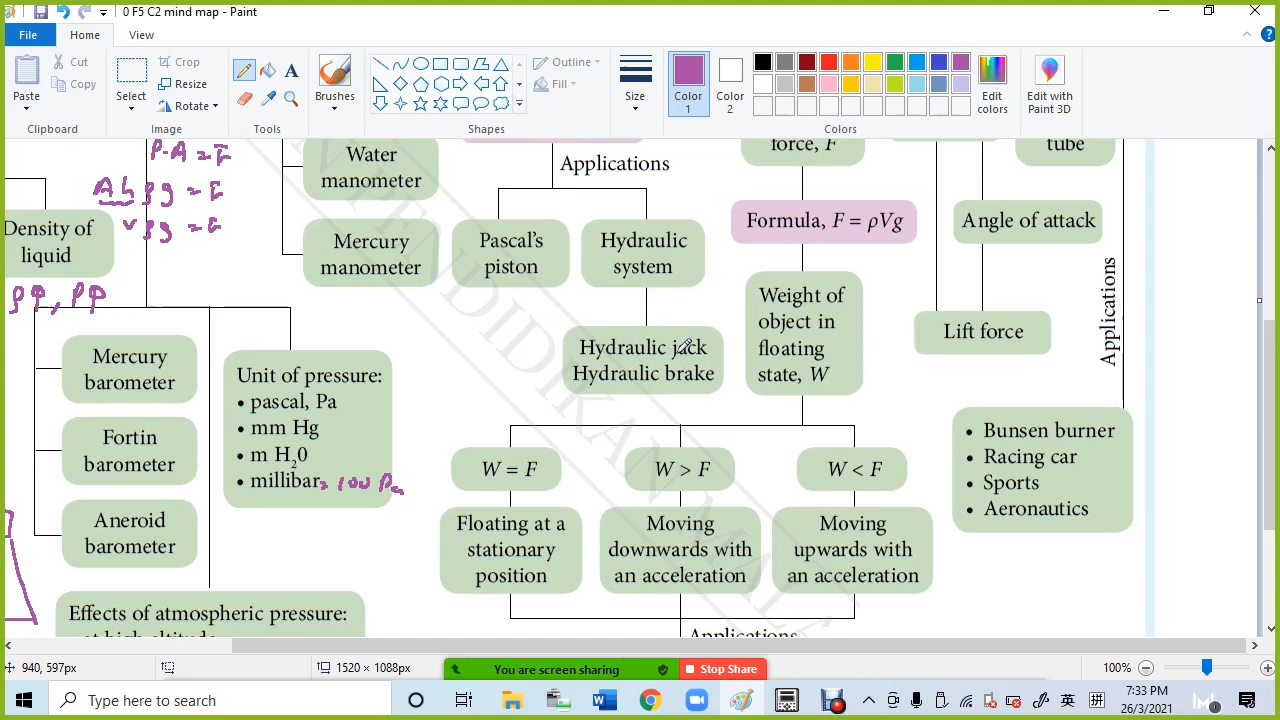 0 F5 C2 mind map - Paint
File
Home
View
Cut
Copy
Paste
Clipboard
Select
Crop
Resize
Rotate
Image
A
Tools
Brushes
Outline
Fill
Shapes
Size
Color
1
Color
2
Edit
colors
Edit with
Paint 3D
Colors
P·A = F
A h ρ g = F
V ρ g = F
Density of
liquid
Water
manometer
Mercury
manometer
Applications
Pascal's
piston
Hydraulic
system
Hydraulic jack
Hydraulic brake
force, F
Formula, F = ρVg
Weight of
object in
floating
state, W
tube
Angle of attack
Lift force
Applications
Mercury
barometer
Fortin
barometer
Aneroid
barometer
Unit of pressure:
• pascal, Pa
• mm Hg
• m H₂0
• millibar = 100 Pa
W = F
W > F
W < F
Floating at a
stationary
position
Moving
downwards with
an acceleration
Moving
upwards with
an acceleration
• Bunsen burner
• Racing car
• Sports
• Aeronautics
Effects of atmospheric pressure:
at high altitude
Applications
940, 597px
1520 × 1088px
You are screen sharing
Stop Share
100%
Type here to search
英
拼
7:33 PM
26/3/2021